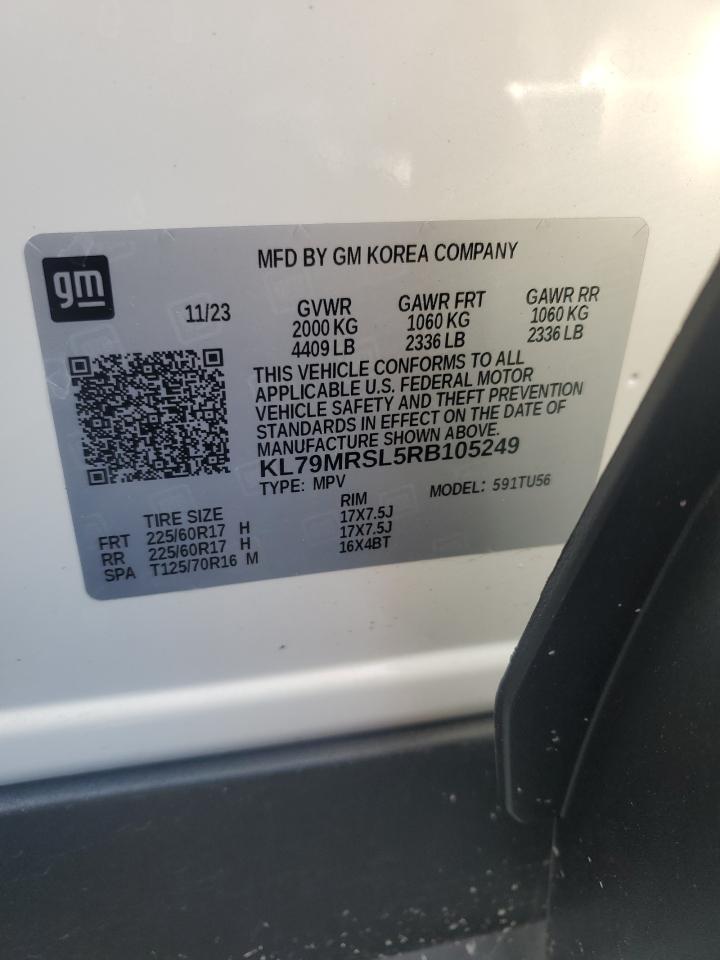 gm
MFD BY GM KOREA COMPANY
11/23
GVWR GAWR FRT GAWR RR
2000 KG 1060 KG 1060 KG
4409 LB 2336 LB 2336 LB
THIS VEHICLE CONFORMS TO ALL
APPLICABLE U.S. FEDERAL MOTOR
VEHICLE SAFETY AND THEFT PREVENTION
STANDARDS IN EFFECT ON THE DATE OF
MANUFACTURE SHOWN ABOVE.
KL79MRSL5RB105249
TYPE: MPV MODEL: 591TU56
TIRE SIZE RIM
FRT 225/60R17 H 17X7.5J
RR 225/60R17 H 17X7.5J
SPA T125/70R16 M 16X4BT